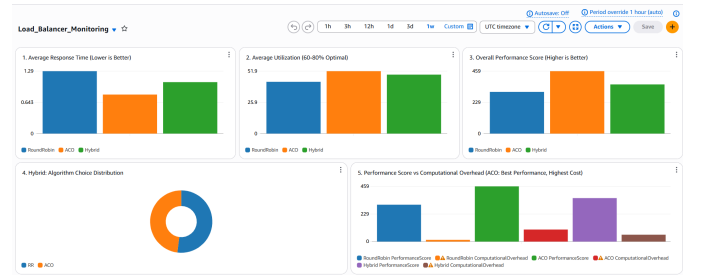 Autosave: Off Period override 1 hour (auto)
Load_Balancer_Monitoring
1h 3h 12h 1d 3d 1w Custom UTC timezone Actions Save +
1. Average Response Time (Lower is Better)
1.29
0.643
0
RoundRobin ACO Hybrid
2. Average Utilization (60-80% Optimal)
51.9
25.9
0
RoundRobin ACO Hybrid
3. Overall Performance Score (Higher is Better)
459
229
0
RoundRobin ACO Hybrid
4. Hybrid: Algorithm Choice Distribution
RR ACO
5. Performance Score vs Computational Overhead (ACO: Best Performance, Highest Cost)
459
229
0
RoundRobin PerformanceScore RoundRobin ComputationalOverhead ACO PerformanceScore ACO ComputationalOverhead
Hybrid PerformanceScore Hybrid ComputationalOverhead